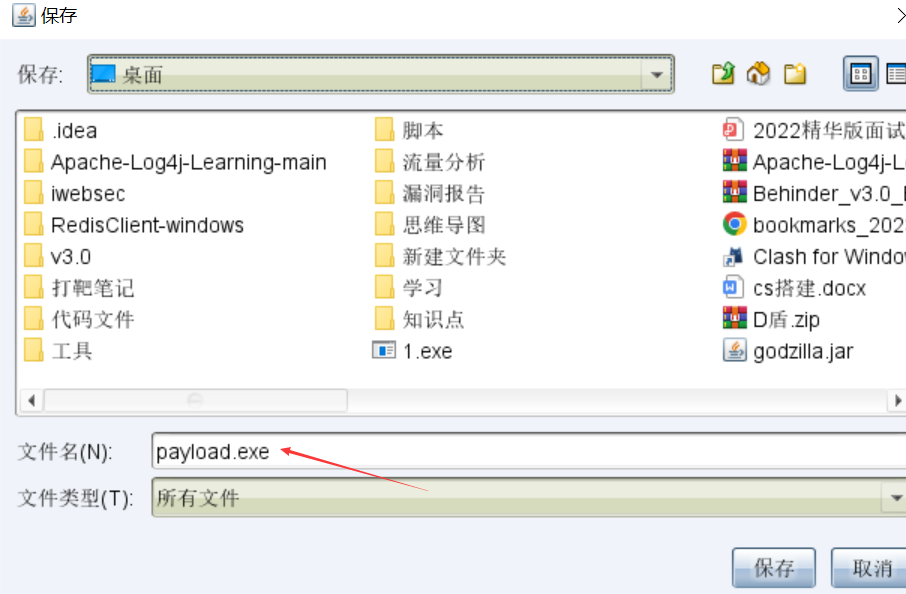 保存
保存: 桌面
.idea
Apache-Log4j-Learning-main
iwebsec
RedisClient-windows
v3.0
打靶笔记
代码文件
工具
脚本
流量分析
漏洞报告
思维导图
新建文件夹
学习
知识点
1.exe
2022精华版面试
Apache-Log4j-L
Behinder_v3.0_
bookmarks_202
Clash for Window
cs搭建.docx
D盾.zip
godzilla.jar
文件名(N): payload.exe
文件类型(T): 所有文件
保存 取消